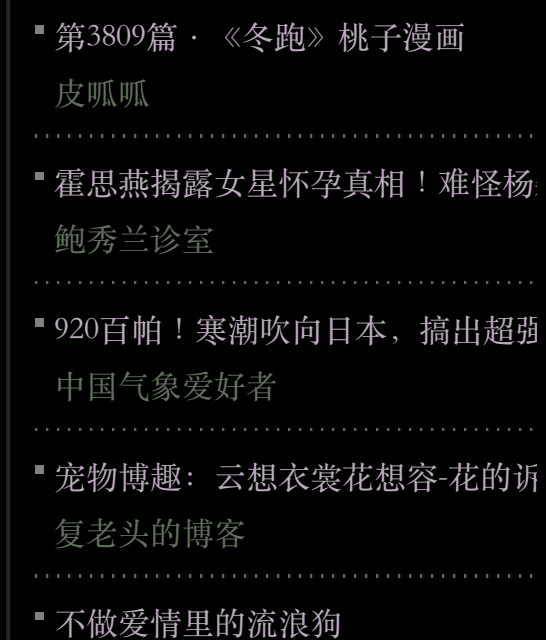 第3809篇 · 《冬跑》桃子漫画
皮呱呱
霍思燕揭露女星怀孕真相！难怪杨
鲍秀兰诊室
920百帕！寒潮吹向日本，搞出超强
中国气象爱好者
宠物博趣：云想衣裳花想容-花的诉
复老头的博客
不做爱情里的流浪狗